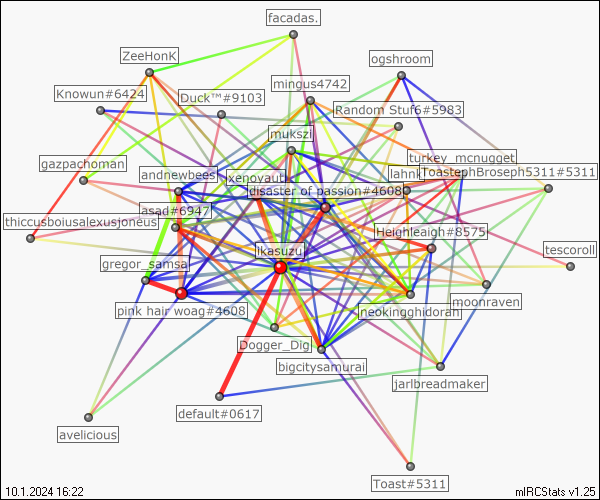 facadas.
ZeeHonK
ogshroom
mingus4742
Knowun#6424
Duck™#9103
Random Stuf6#5983
mukszi
turkey_mcnugget
gazpachoman
andnewbees
xenovaut
ToastephBroseph5311#5311
disaster of passion#4608
asad#6947
thiccusboiusalexusjoneus
Heighleaigh#8575
Ikasuzu
tescoroll
gregor_samsa
moonraven
pink hair woag#4608
neokingghidorah
Dogger_Dig
bigcitysamurai
jarlbreadmaker
default#0617
avelicious
Toast#5311
10.1.2024 16:22
mIRCStats v1.25